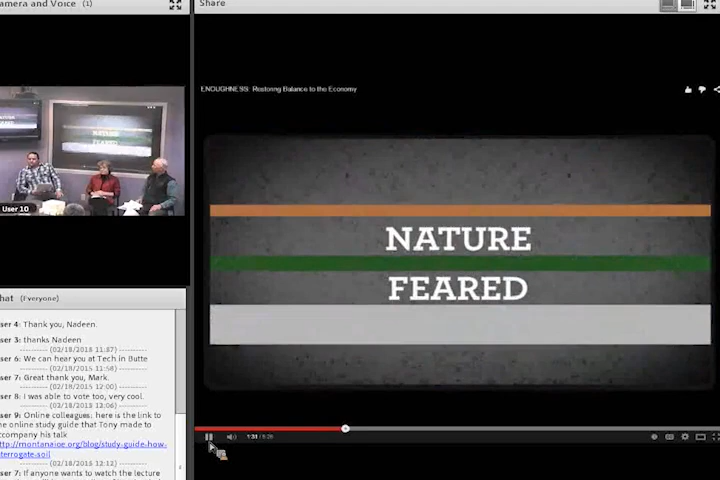 amera and Voice (1)
Share
ENOUGHNESS: Restoring Balance to the Economy
NATURE
FEARED
User 10
hat (Everyone)
ser 4: Thank you, Nadeen.
ser 3: thanks Nadeen
(02/18/2015 11:57)
ser 6: We can hear you at Tech in Butte
(02/18/2015 11:58)
ser 7: Great thank you, Mark.
(02/18/2015 12:00)
ser 8: I was able to vote too, very cool.
(02/18/2015 12:06)
ser 9: Online colleagues: here is the link to
he online study guide that Tony made to
ccompany his talk
ttp://montanaioe.org/blog/study-guide-how-
terrogate-soil
(02/18/2015 12:12)
ser 7: If anyone wants to watch the lecture
1:31